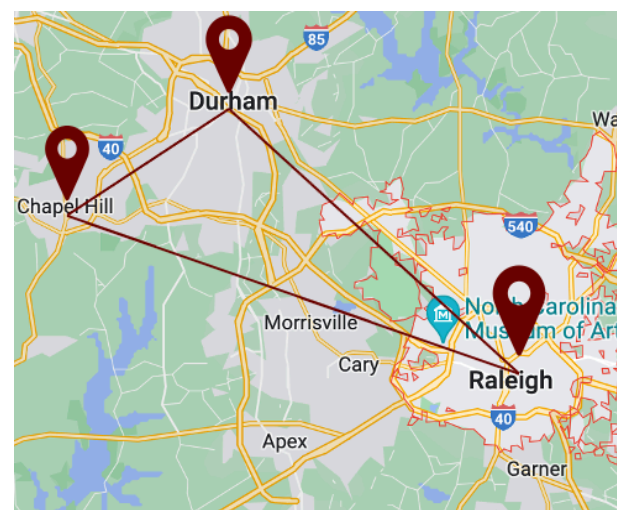 85
Durham
Wa
40
Chapel Hill
540
North Carolina
Museum of Art
M
Morrisville
Cary
Raleigh
40
Apex
Garner